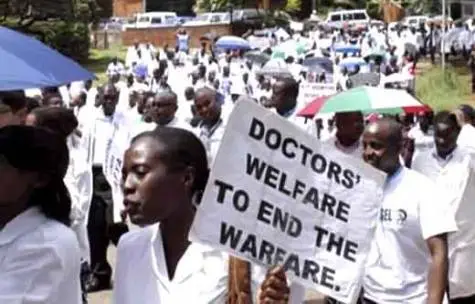 DOCTORS'
WELFARE
TO END
THE
WARFARE.